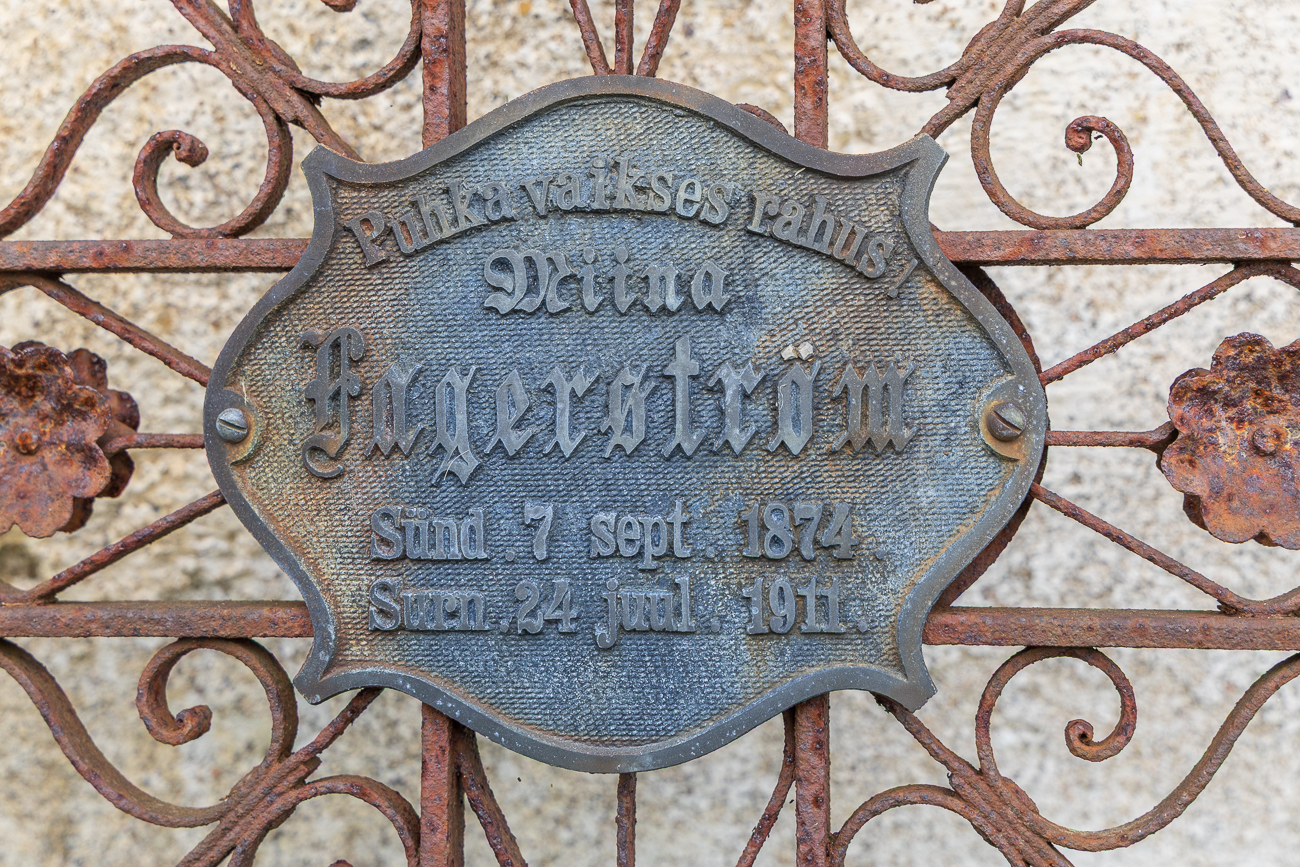 Puhka vaikses rahus!
Miina
Fagerström
Sünd. 7 sept. 1874.
Surn. 24 juul. 1911.